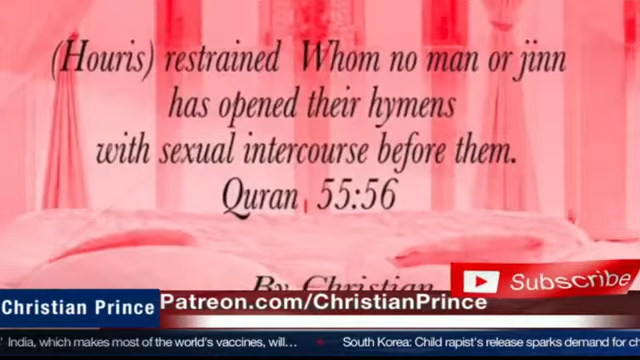 (Houris) restrained Whom no man or jinn
has opened their hymens
with sexual intercourse before them.
Quran 55:56
By Christian
Subscribe
Christian Prince
Patreon.com/ChristianPrince
India, which makes most of the world's vaccines, will...
South Korea: Child rapist's release sparks demand for